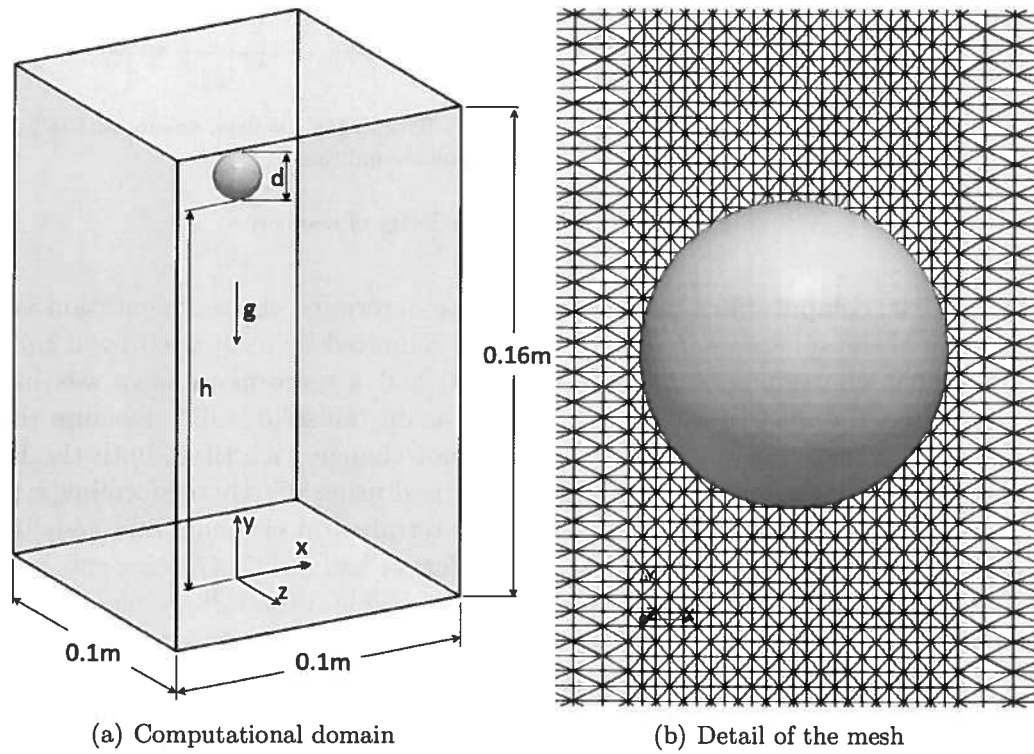 d
g
0.16m
h
y
x
z
0.1m
0.1m
(a) Computational domain
y
z x
(b) Detail of the mesh